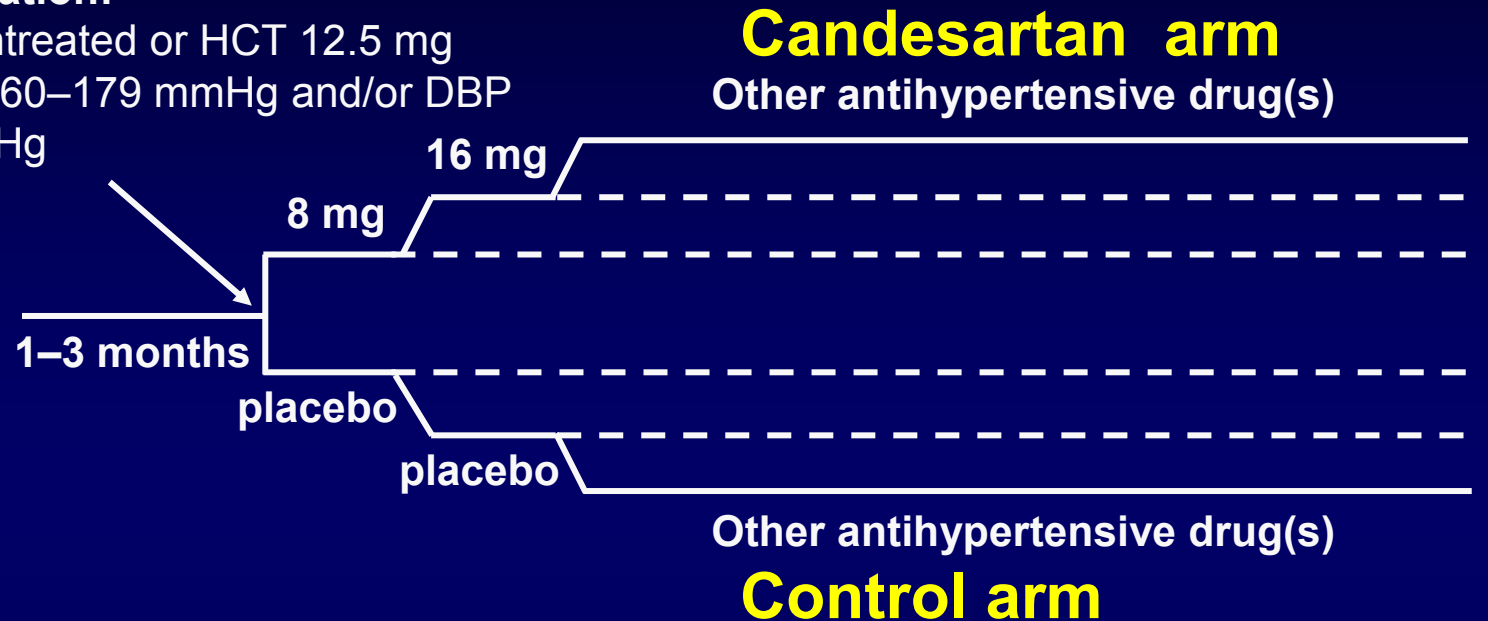 ntreated or HCT 12.5 mg
60–179 mmHg and/or DBP
Hg
Candesartan arm
Other antihypertensive drug(s)
16 mg
8 mg
1–3 months
placebo
placebo
Other antihypertensive drug(s)
Control arm